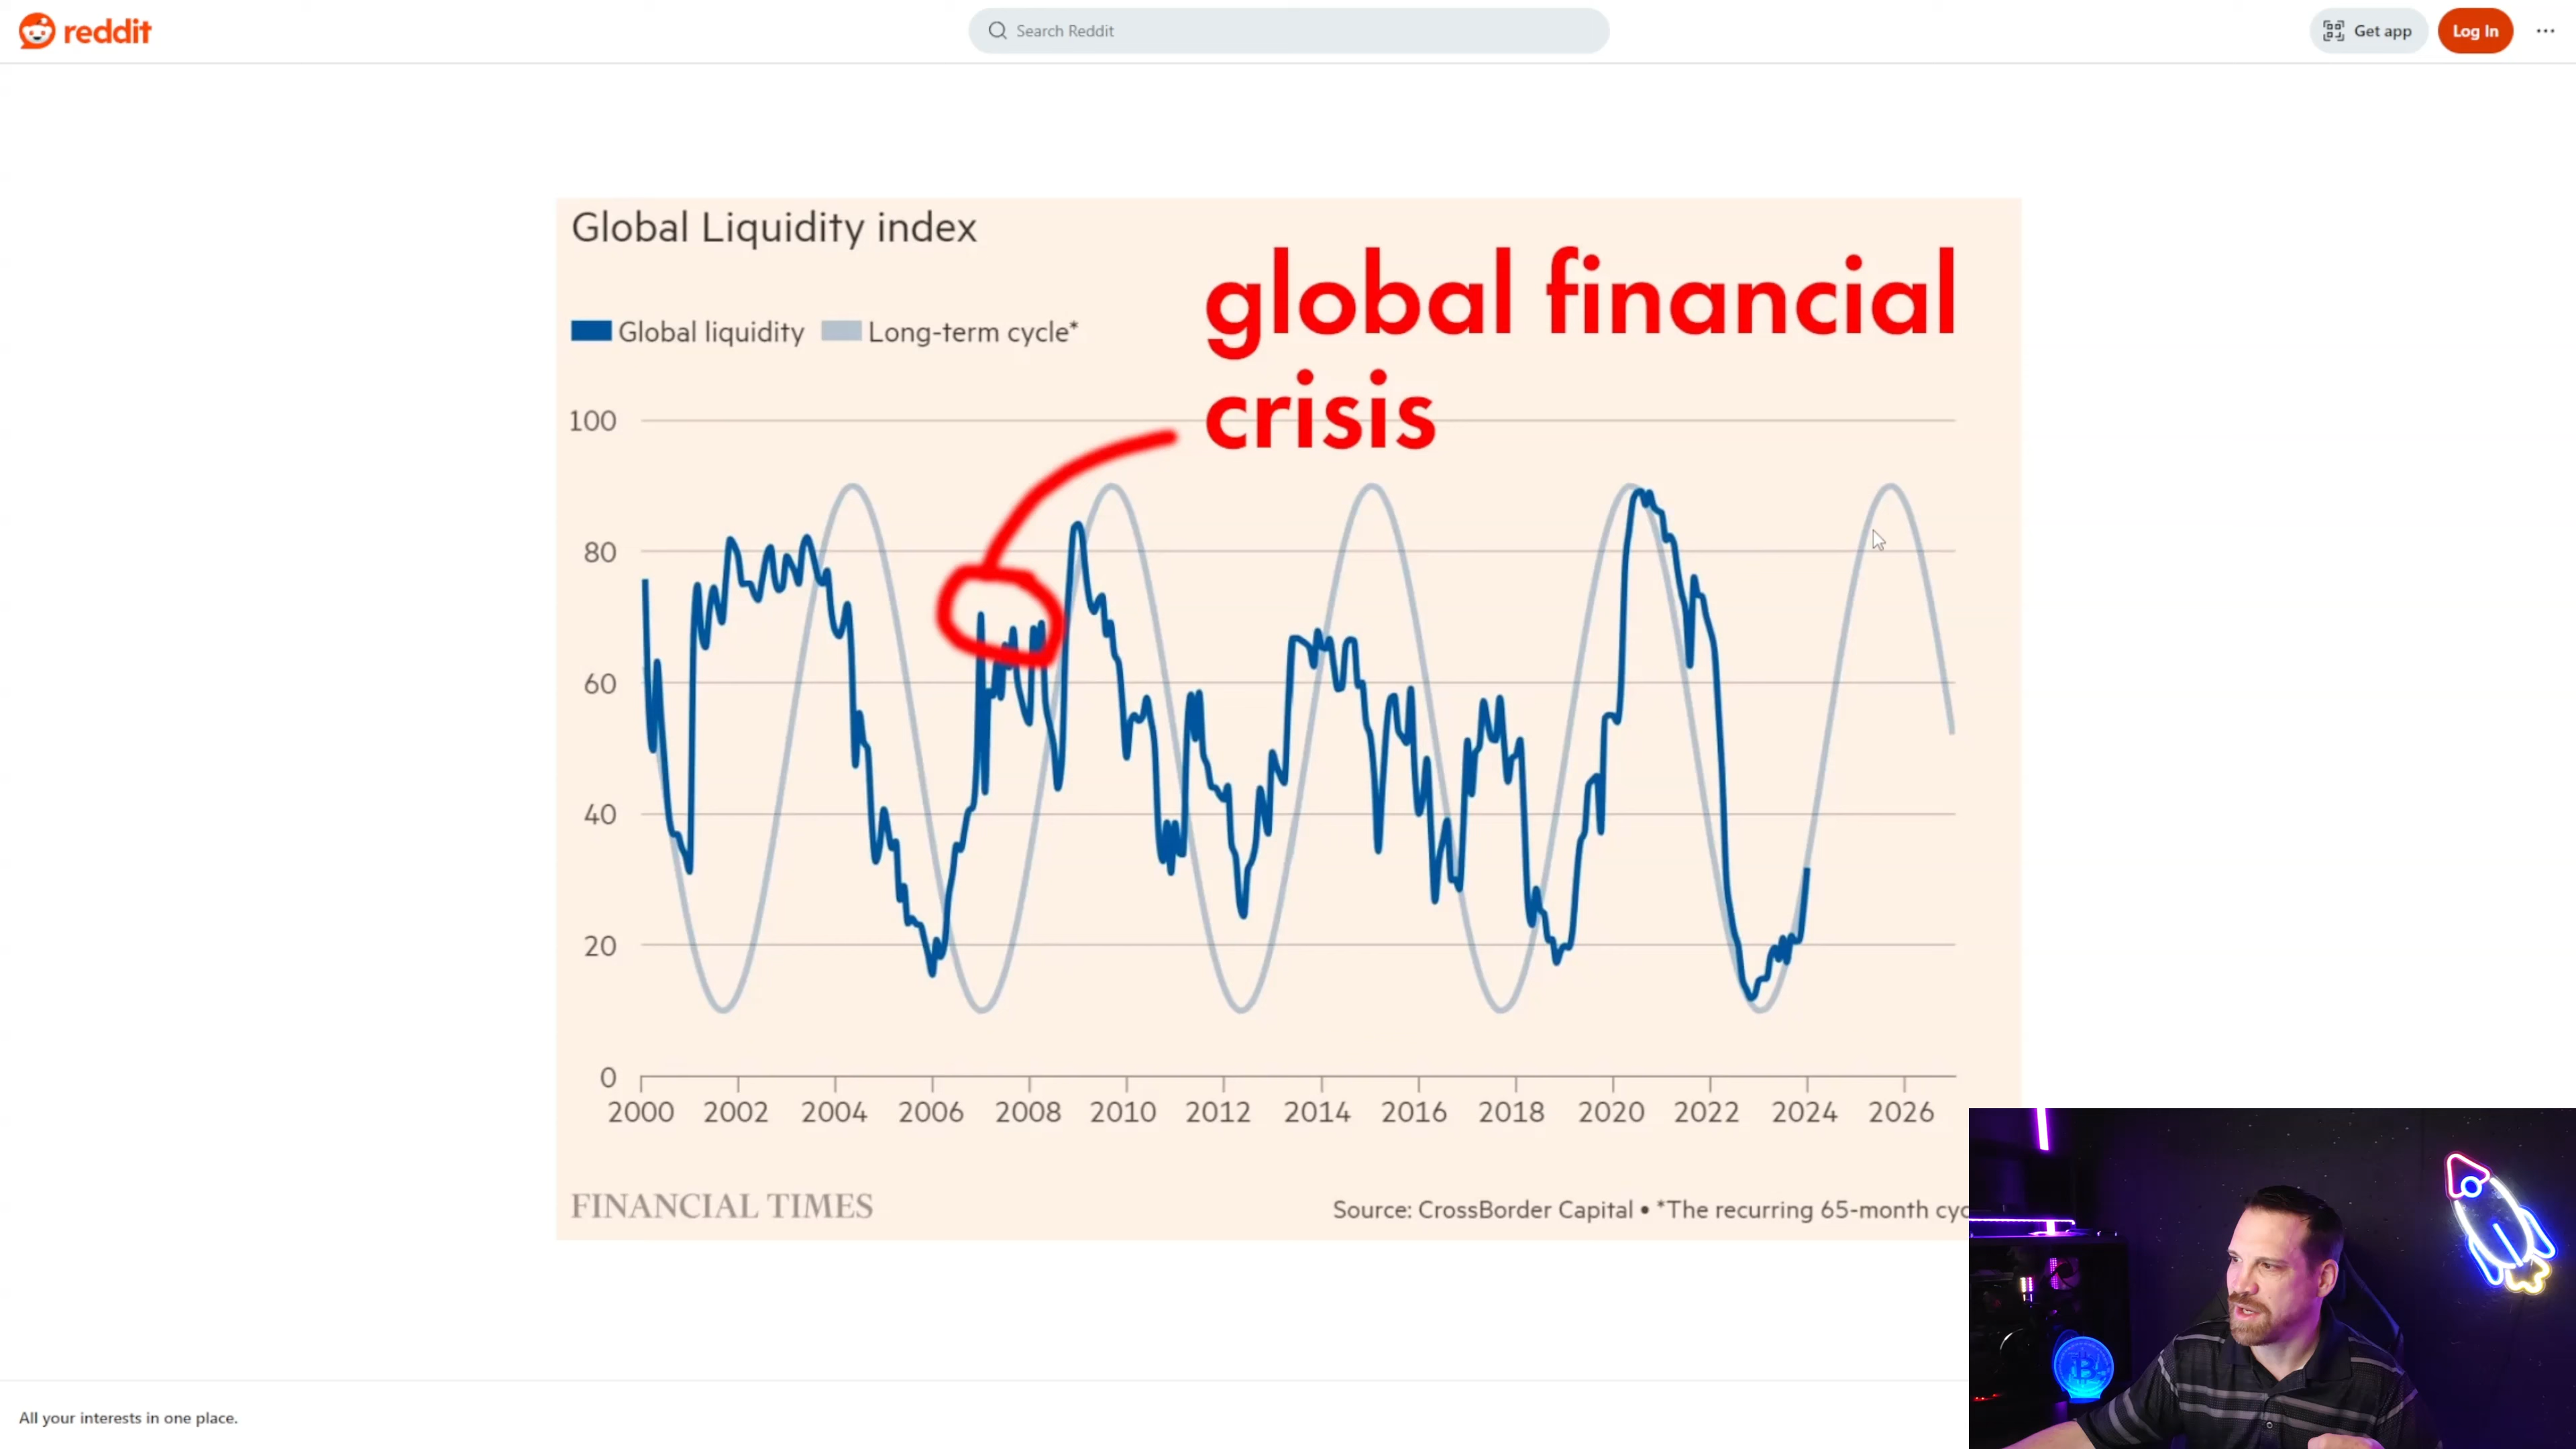 reddit
Search Reddit
Get app
Log In
Global Liquidity index
global financial
crisis
Global liquidity
Long-term cycle*
100
80
60
40
20
0
2000 2002 2004 2006 2008 2010 2012 2014 2016 2018 2020 2022 2024 2026
FINANCIAL TIMES
Source: CrossBorder Capital • *The recurring 65-month
All your interests in one place.